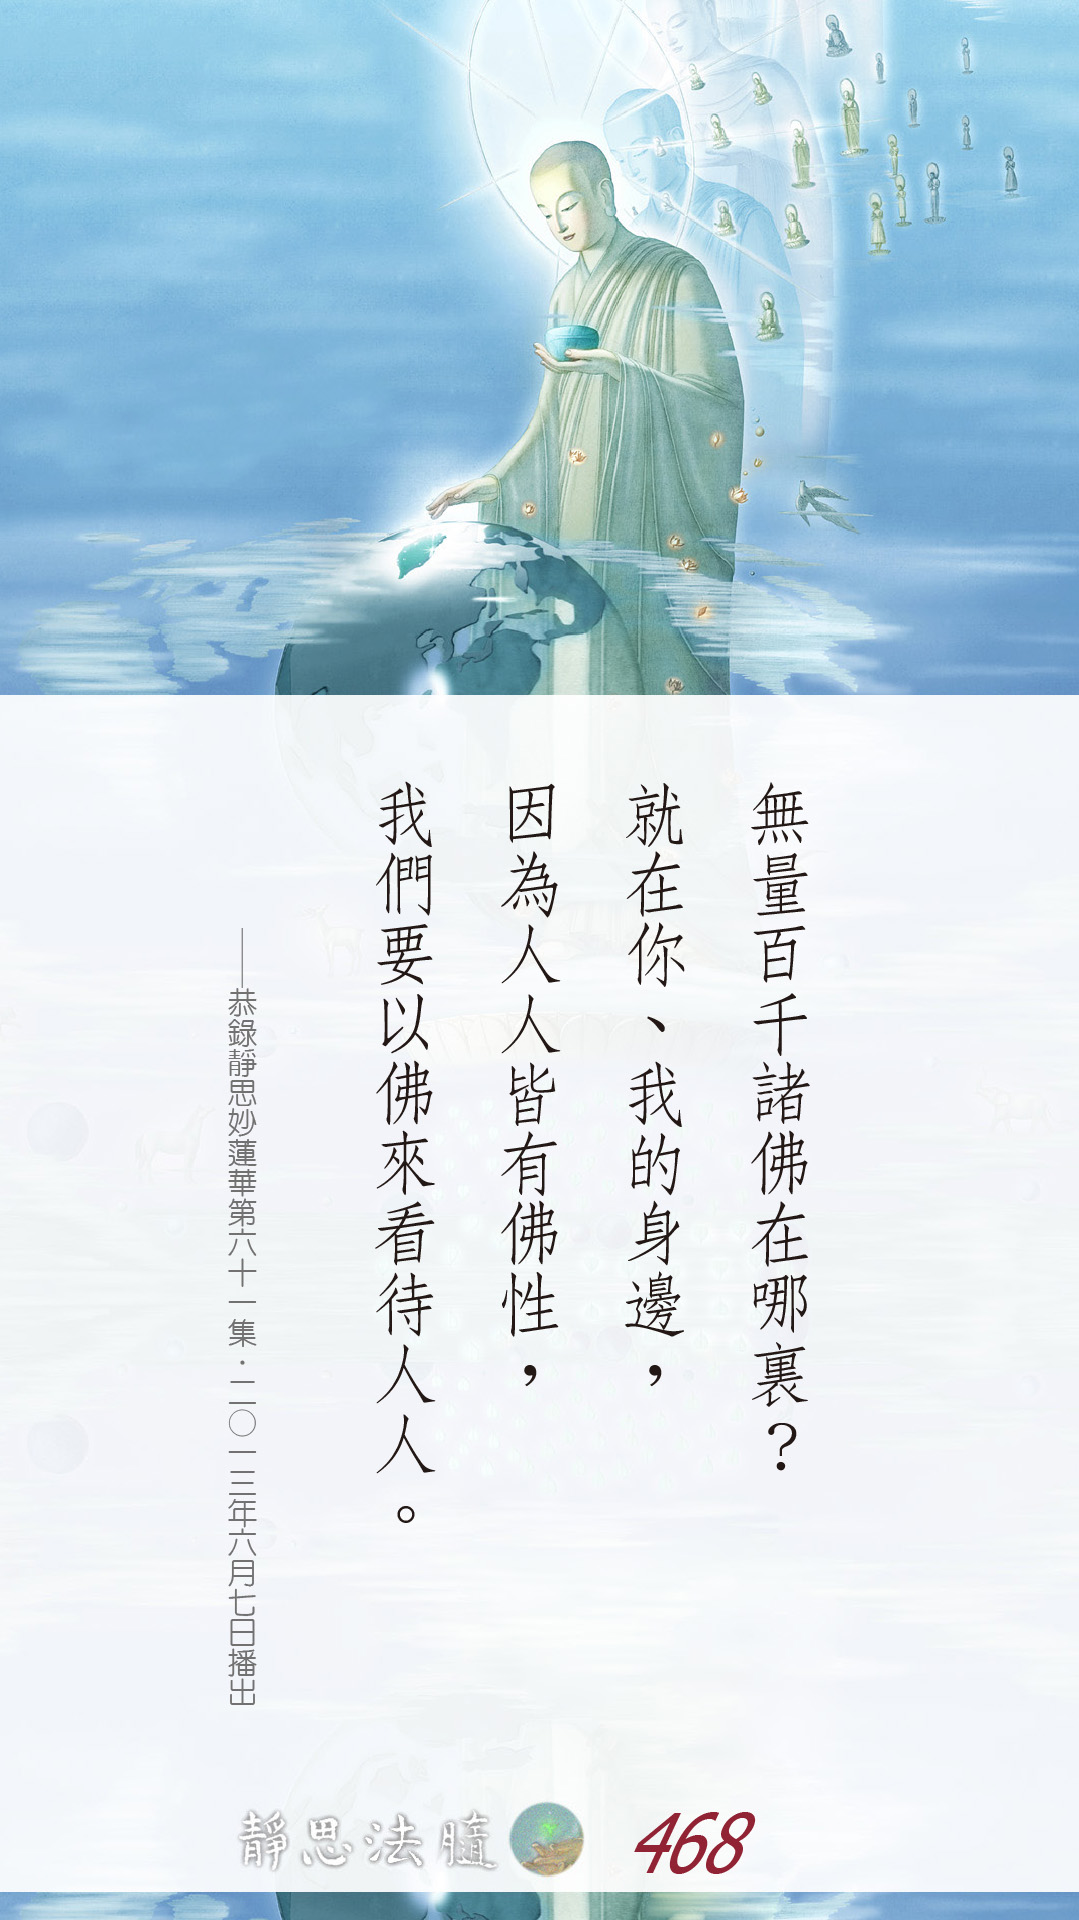 無量百千諸佛在哪裏？
就在你、我的身邊，
因為人人皆有佛性，
我們要以佛來看待人人。
——恭錄靜思妙蓮華第六十一集．二〇一三年六月七日播出
靜思法髓 468